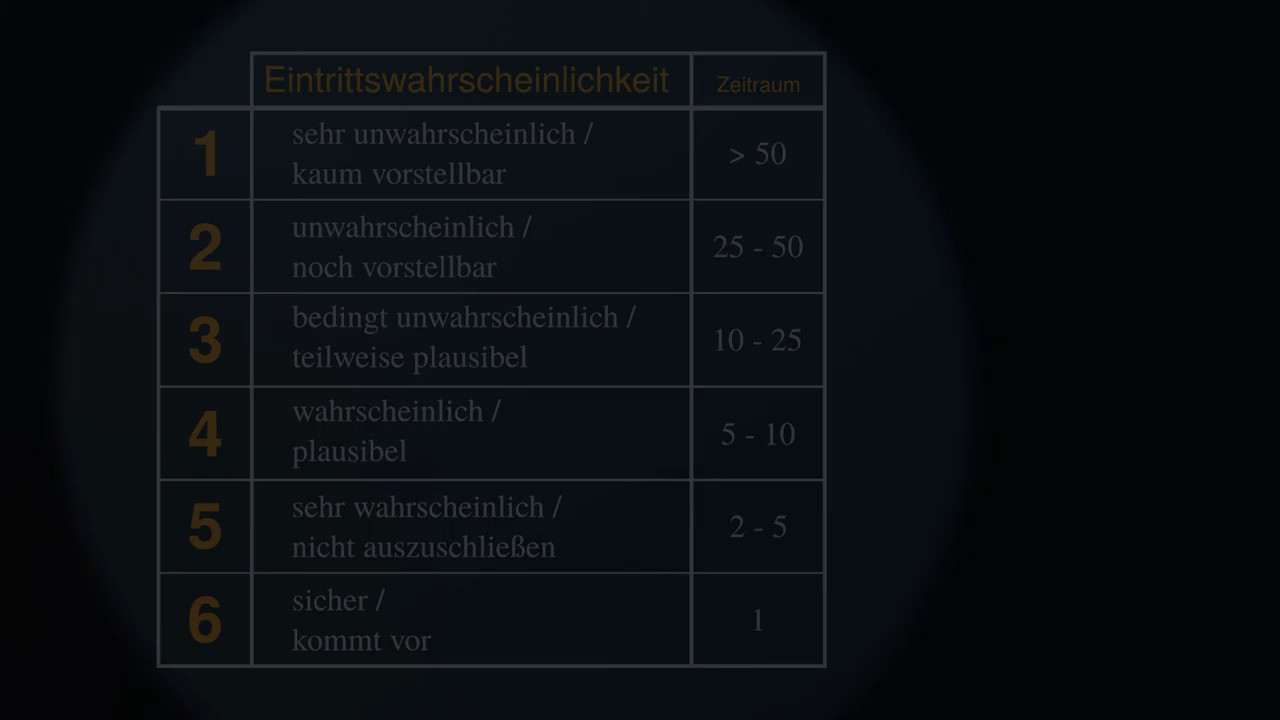 Eintrittswahrscheinlichkeit Zeitraum
1 sehr unwahrscheinlich / > 50
kaum vorstellbar
2 unwahrscheinlich / 25 - 50
noch vorstellbar
3 bedingt unwahrscheinlich / 10 - 25
teilweise plausibel
4 wahrscheinlich / 5 - 10
plausibel
5 sehr wahrscheinlich / 2 - 5
nicht auszuschließen
6 sicher / 1
kommt vor